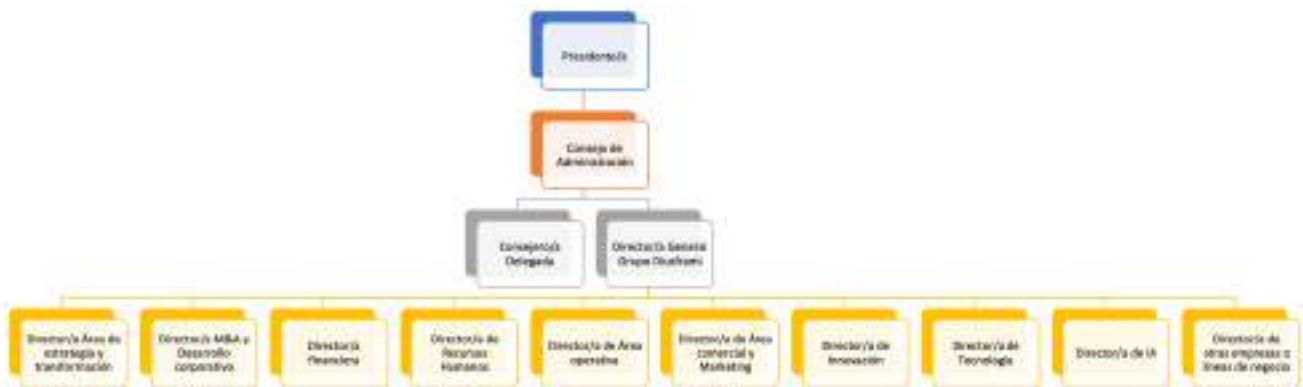 Presidente/a
Consejo de
Administración
Consejero/a
Delegada
Director/a General
Grupo
Director/a Área de
estrategia y
transformación
Director/a M&A y
Desarrollo
corporativo
Director/a
Financiera
Director/a de
Recursos
Humanos
Director/a de Área
operativa
Director/a de Área
comercial y
Marketing
Director/a de
Innovación
Director/a de
Tecnología
Director/a de IA
Director/a de
otras empresas o
líneas de negocio